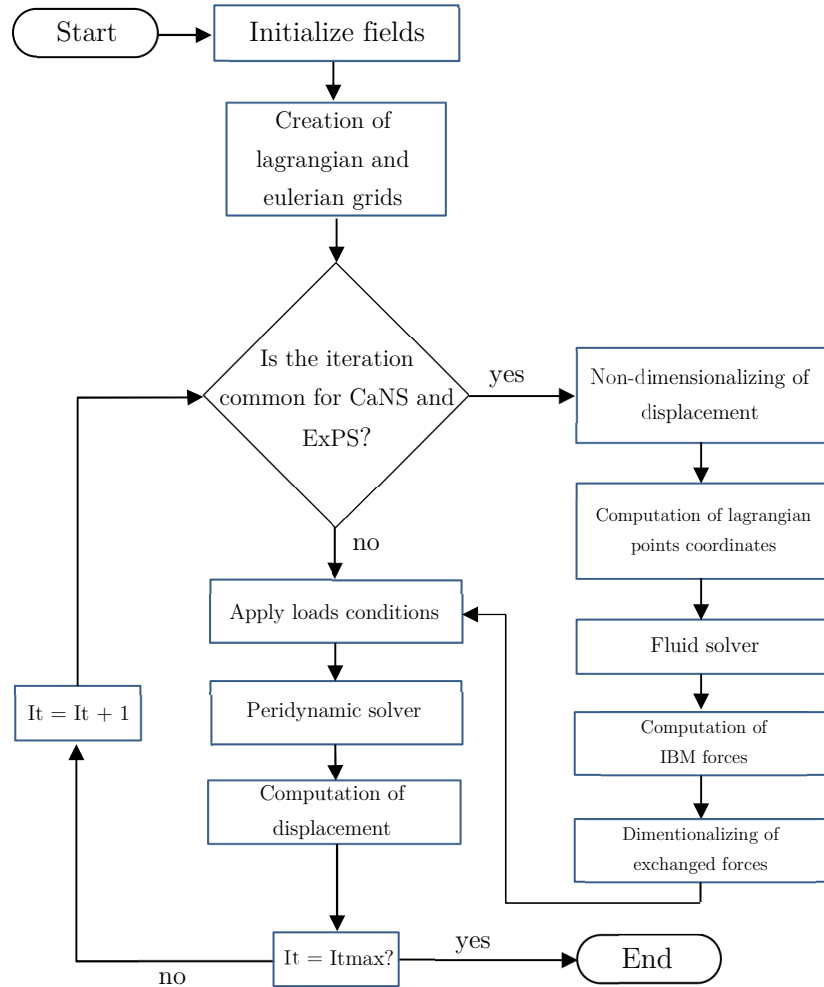 Start
Initialize fields
Creation of
lagrangian and
eulerian grids
Is the iteration
common for CaNS and
ExPS?
yes
Non-dimensionalizing of
displacement
Computation of lagrangian
points coordinates
Fluid solver
Computation of
IBM forces
Dimentionalizing of
exchanged forces
no
Apply loads conditions
Peridynamic solver
Computation of
displacement
It = It + 1
It = Itmax?
no
yes
End